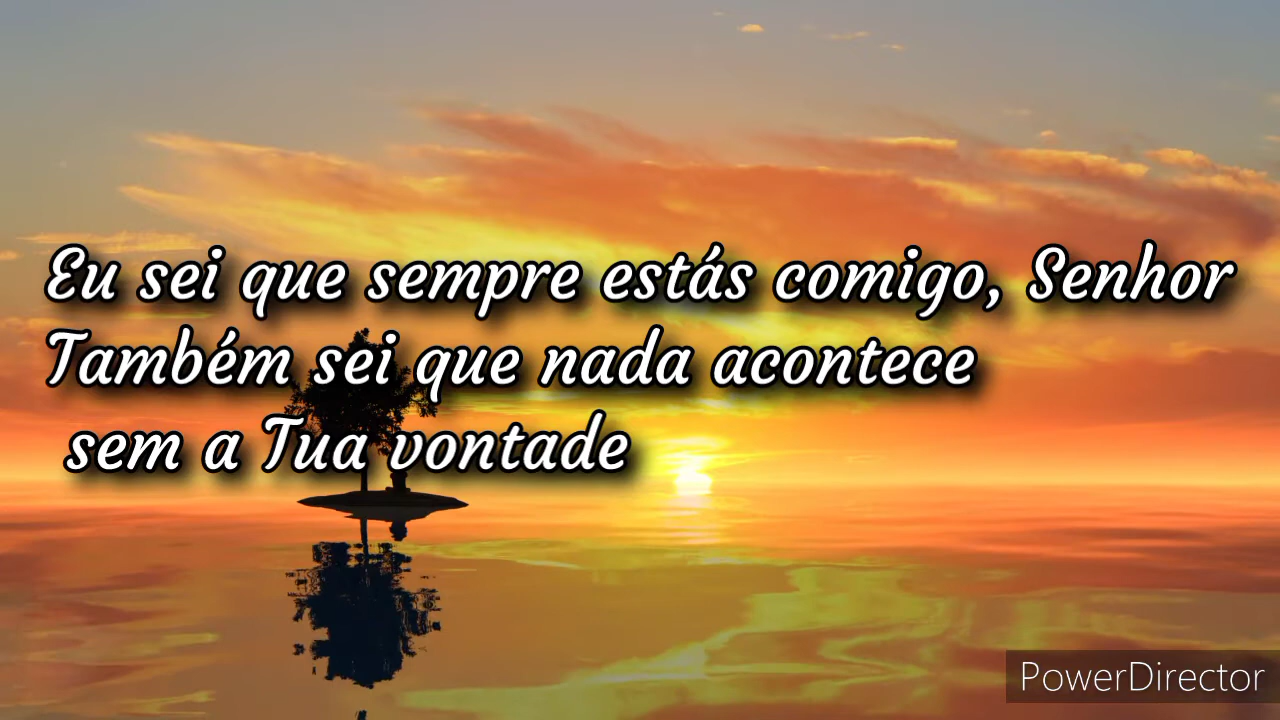 Eu sei que sempre estás comigo, Senhor
Também sei que nada acontece
sem a Tua vontade
PowerDirector